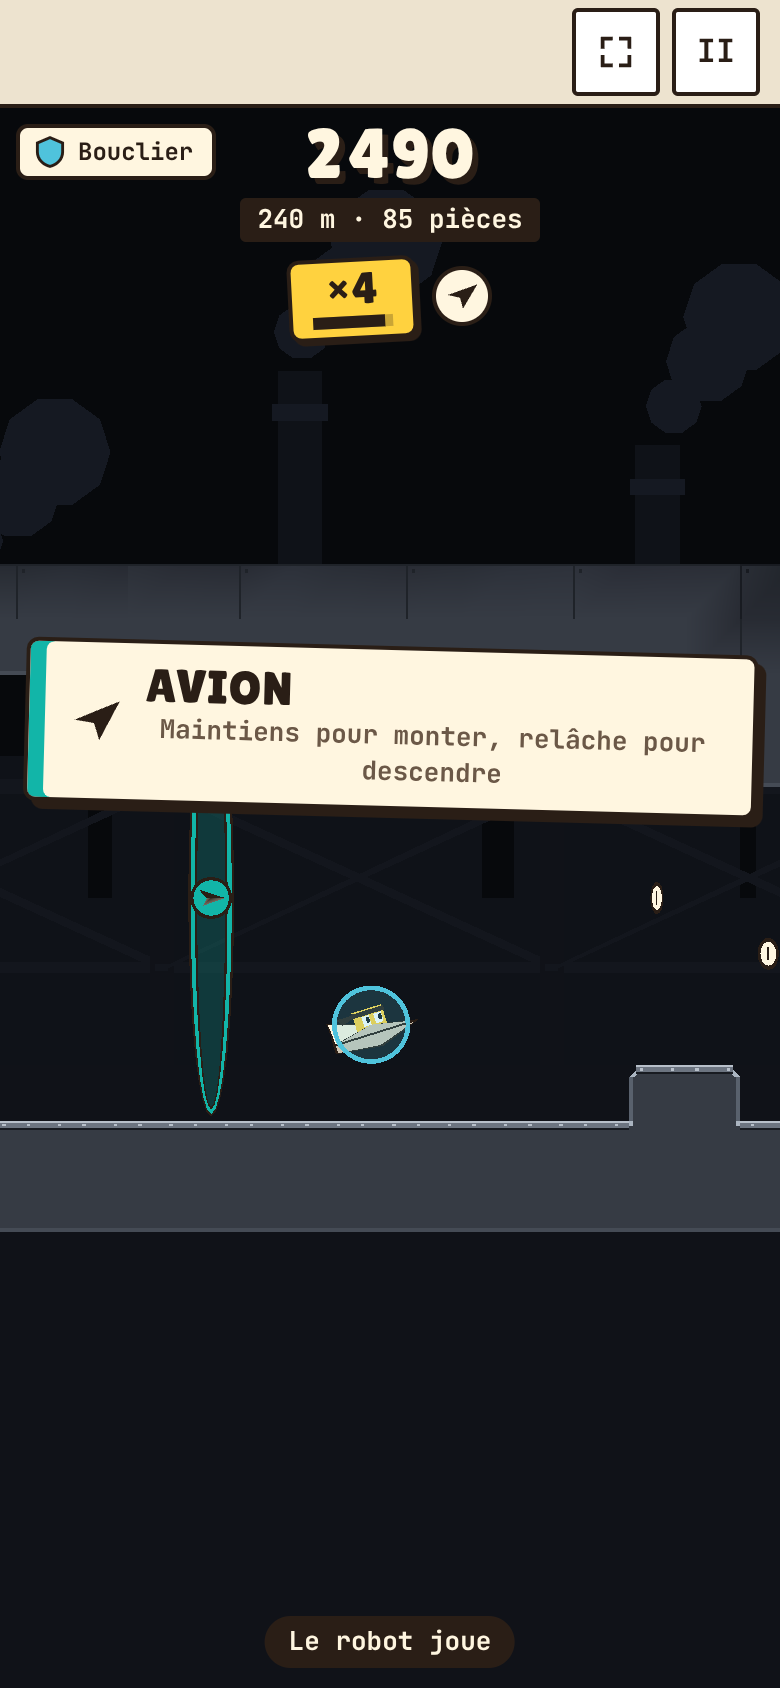 II
Bouclier
2490
240 m · 85 pièces
×4
AVION
Maintiens pour monter, relâche pour
descendre
Le robot joue